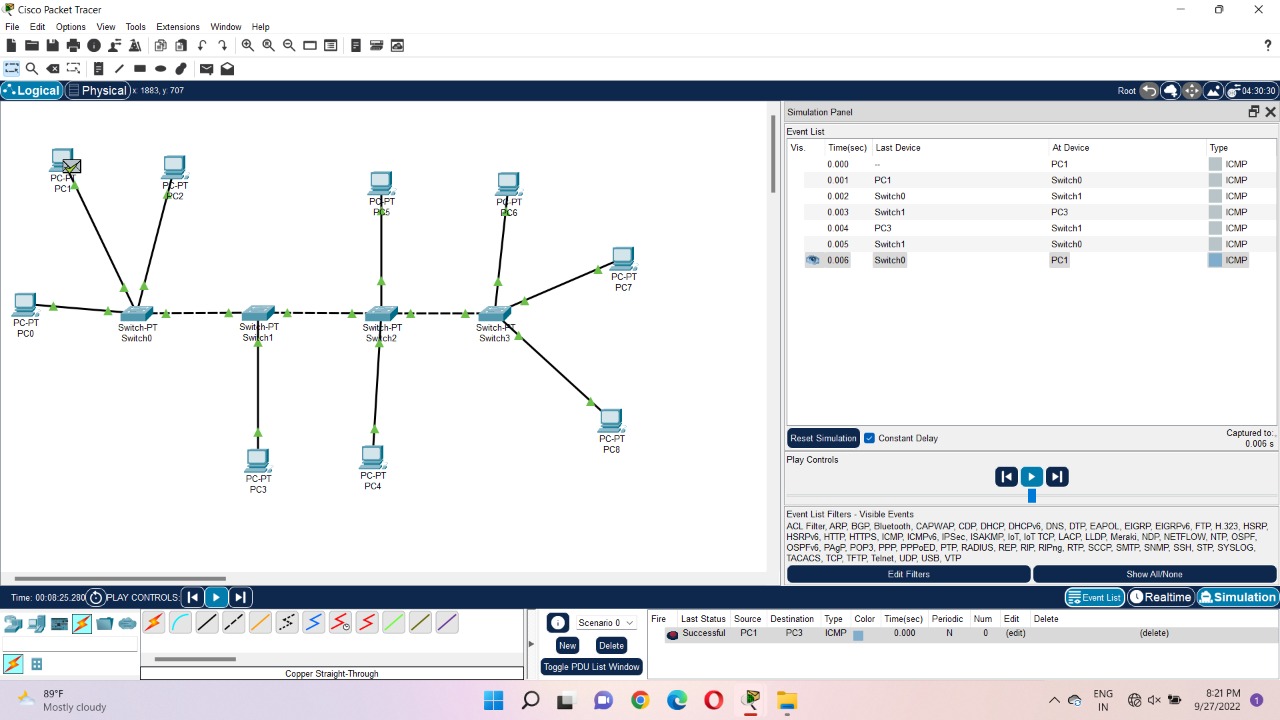 Cisco Packet Tracer
File Edit Options View Tools Extensions Window Help
?
Logical Physical x: 1883, y: 707
Root 04:30:30
PC-PT
PC1
PC-PT
PC2
PC-PT
PC5
PC-PT
PC6
PC-PT
PC7
PC-PT
PC0
Switch-PT
Switch0
Switch-PT
Switch1
Switch-PT
Switch2
Switch-PT
Switch3
PC-PT
PC8
PC-PT
PC3
PC-PT
PC4
Simulation Panel
Event List
Vis. Time(sec) Last Device At Device Type
0.000 -- PC1 ICMP
0.001 PC1 Switch0 ICMP
0.002 Switch0 Switch1 ICMP
0.003 Switch1 PC3 ICMP
0.004 PC3 Switch1 ICMP
0.005 Switch1 Switch0 ICMP
0.006 Switch0 PC1 ICMP
Reset Simulation Constant Delay
Captured to:
0.006 s
Play Controls
Event List Filters - Visible Events
ACL Filter, ARP, BGP, Bluetooth, CAPWAP, CDP, DHCP, DHCPv6, DNS, DTP, EAPOL, EIGRP, EIGRPv6, FTP, H.323, HSRP,
HSRPv6, HTTP, HTTPS, ICMP, ICMPv6, IPSec, ISAKMP, IoT, IoT TCP, LACP, LLDP, Meraki, NDP, NETFLOW, NTP, OSPF,
OSPFv6, PAgP, POP3, PPP, PPPoED, PTP, RADIUS, REP, RIP, RIPng, RTP, SCCP, SMTP, SNMP, SSH, STP, SYSLOG,
TACACS, TCP, TFTP, Telnet, UDP, USB, VTP
Edit Filters Show All/None
Time: 00:08:25.280 PLAY CONTROLS:
Event List Realtime Simulation
Copper Straight-Through
Scenario 0
New Delete
Toggle PDU List Window
Fire Last Status Source Destination Type Color Time(sec) Periodic Num Edit Delete
Successful PC1 PC3 ICMP 0.000 N 0 (edit) (delete)
89°F
Mostly cloudy
ENG
IN
8:21 PM
9/27/2022
1